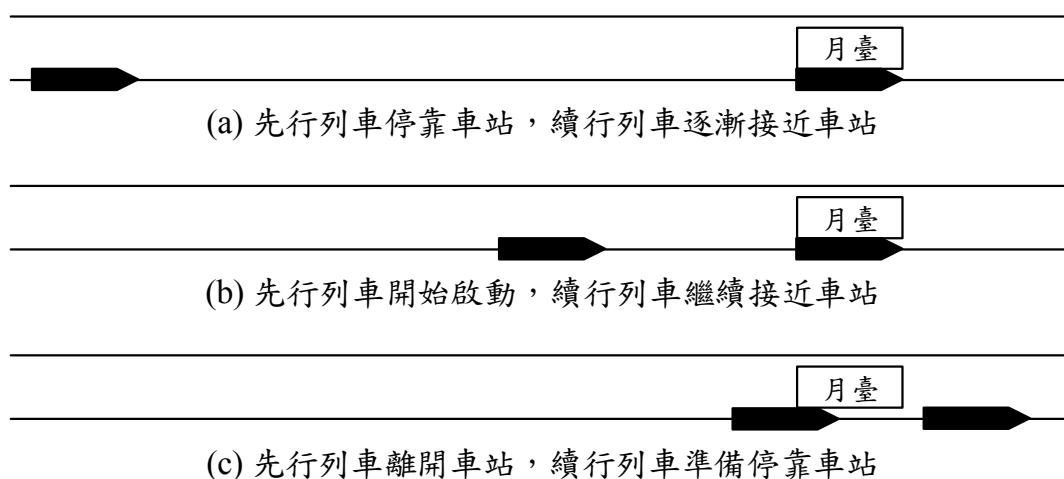 月臺
(a) 先行列車停靠車站，續行列車逐漸接近車站
月臺
(b) 先行列車開始啟動，續行列車繼續接近車站
月臺
(c) 先行列車離開車站，續行列車準備停靠車站